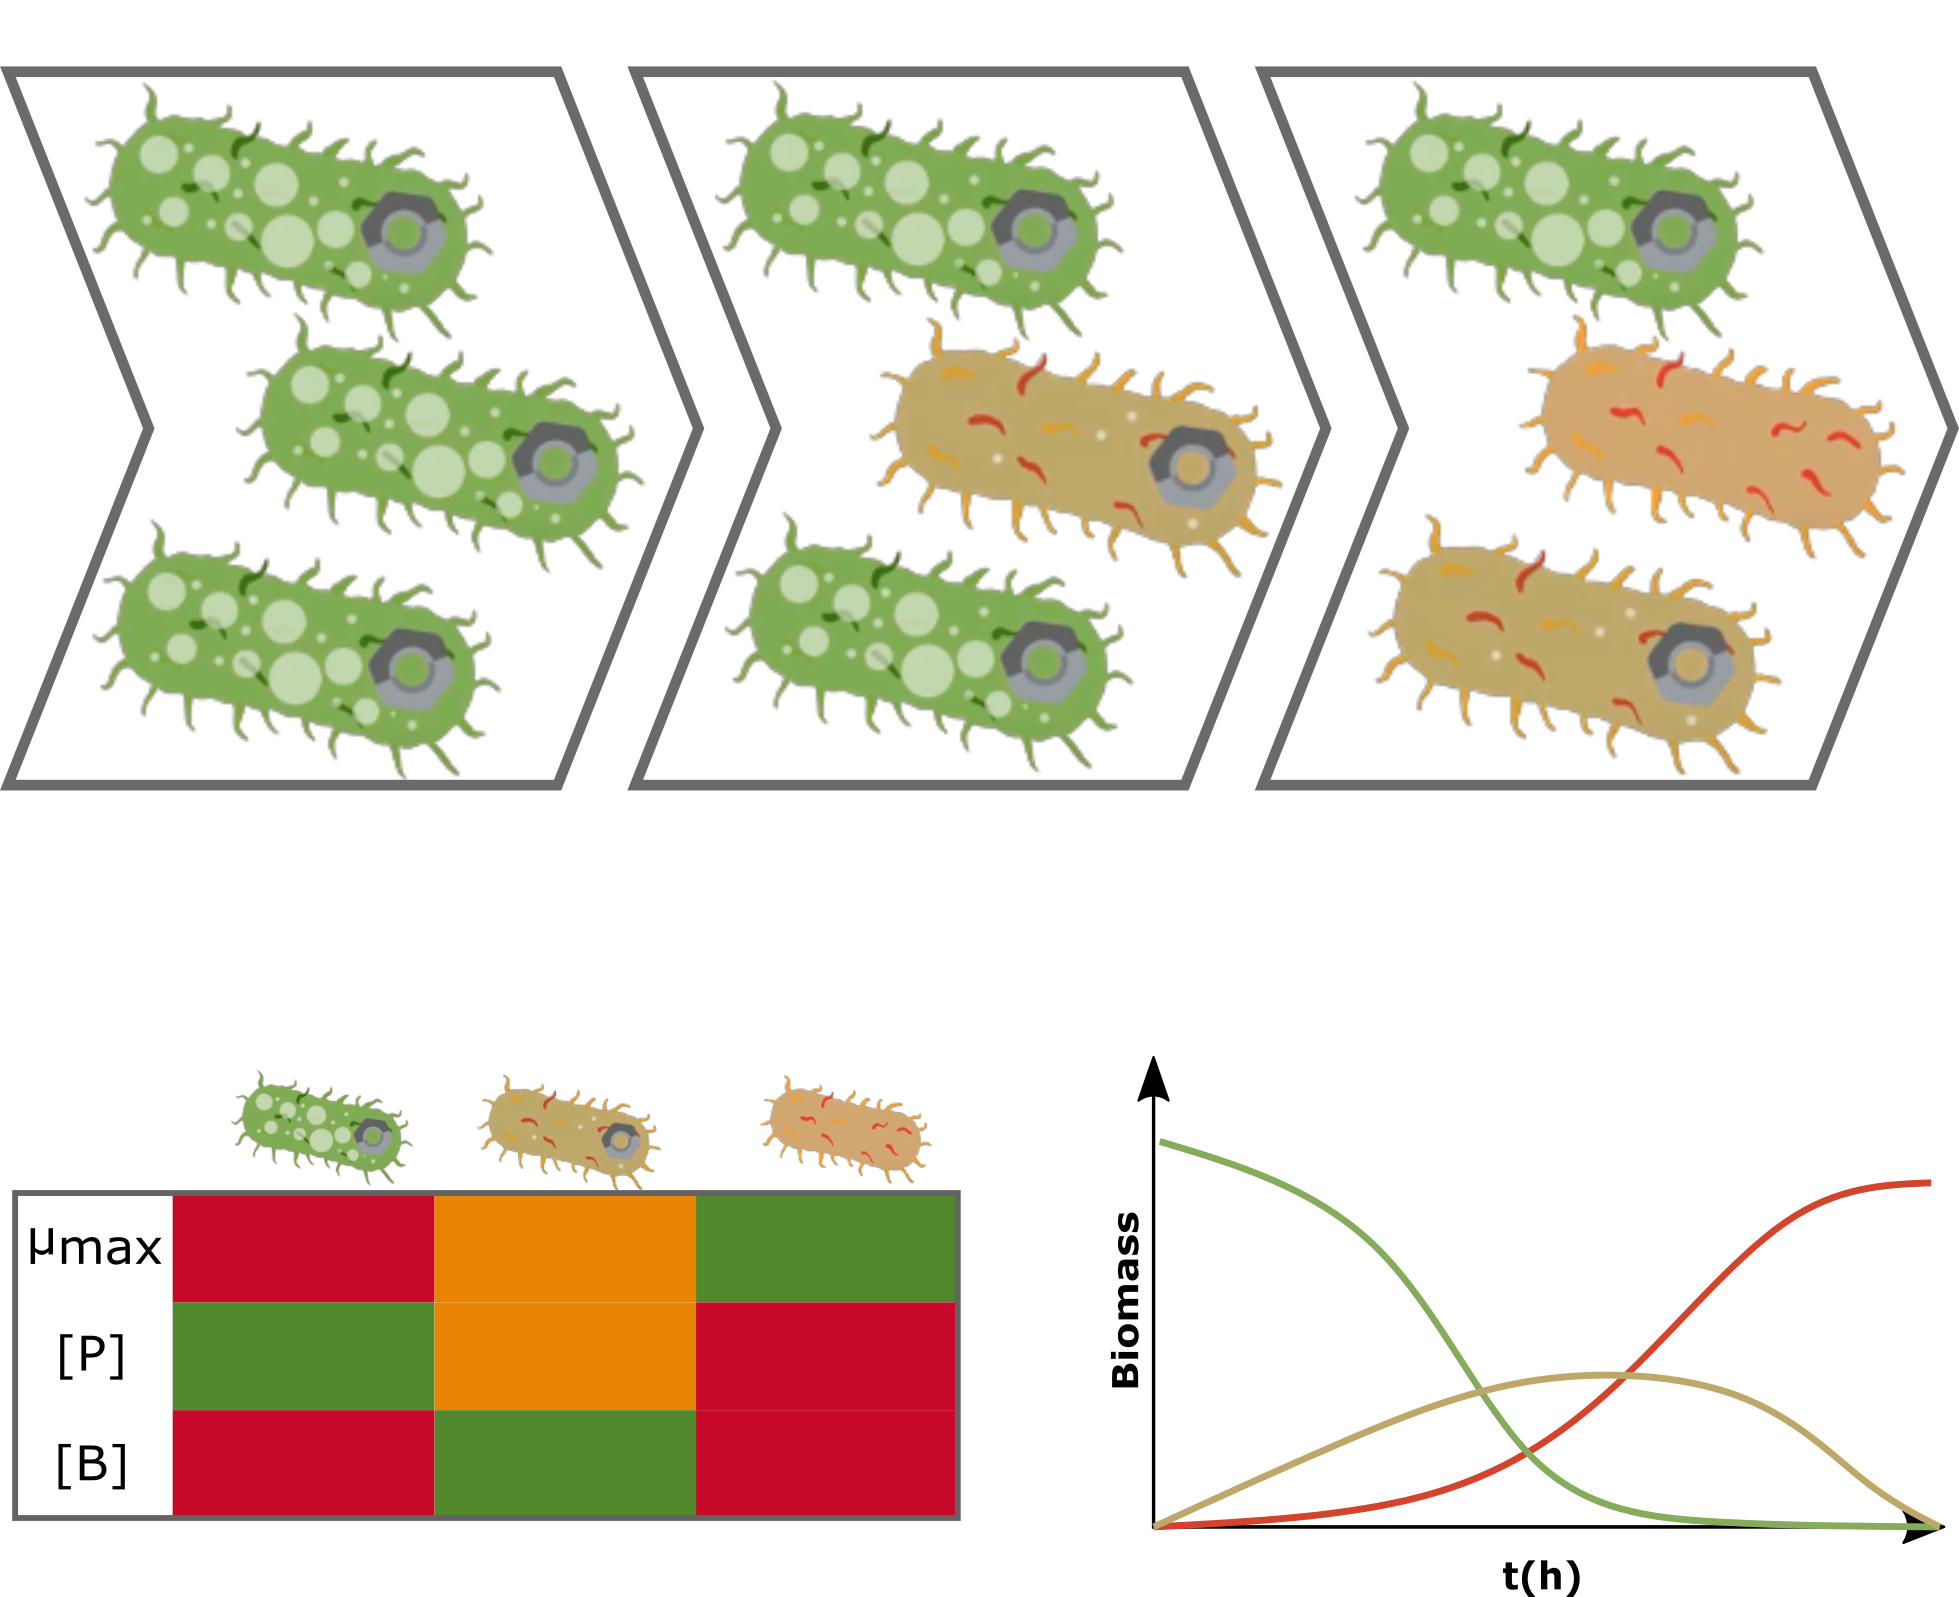 μmax
[P]
[B]
Biomass
t(h)